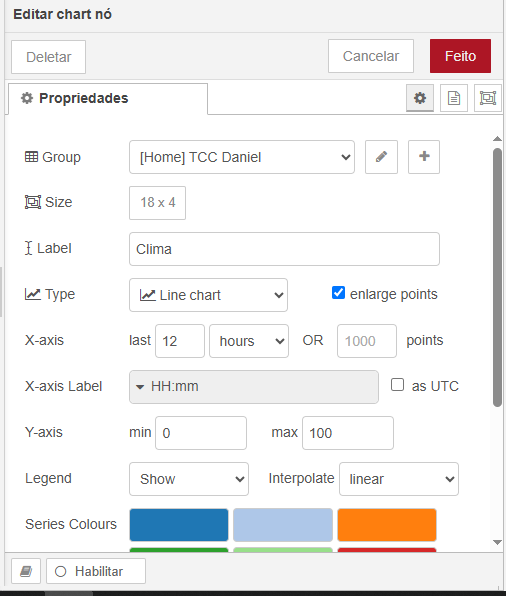 Editar chart nó
Deletar Cancelar Feito
Propriedades
Group [Home] TCC Daniel
Size 18 x 4
Label Clima
Type Line chart enlarge points
X-axis last 12 hours OR 1000 points
X-axis Label HH:mm as UTC
Y-axis min 0 max 100
Legend Show Interpolate linear
Series Colours
Habilitar